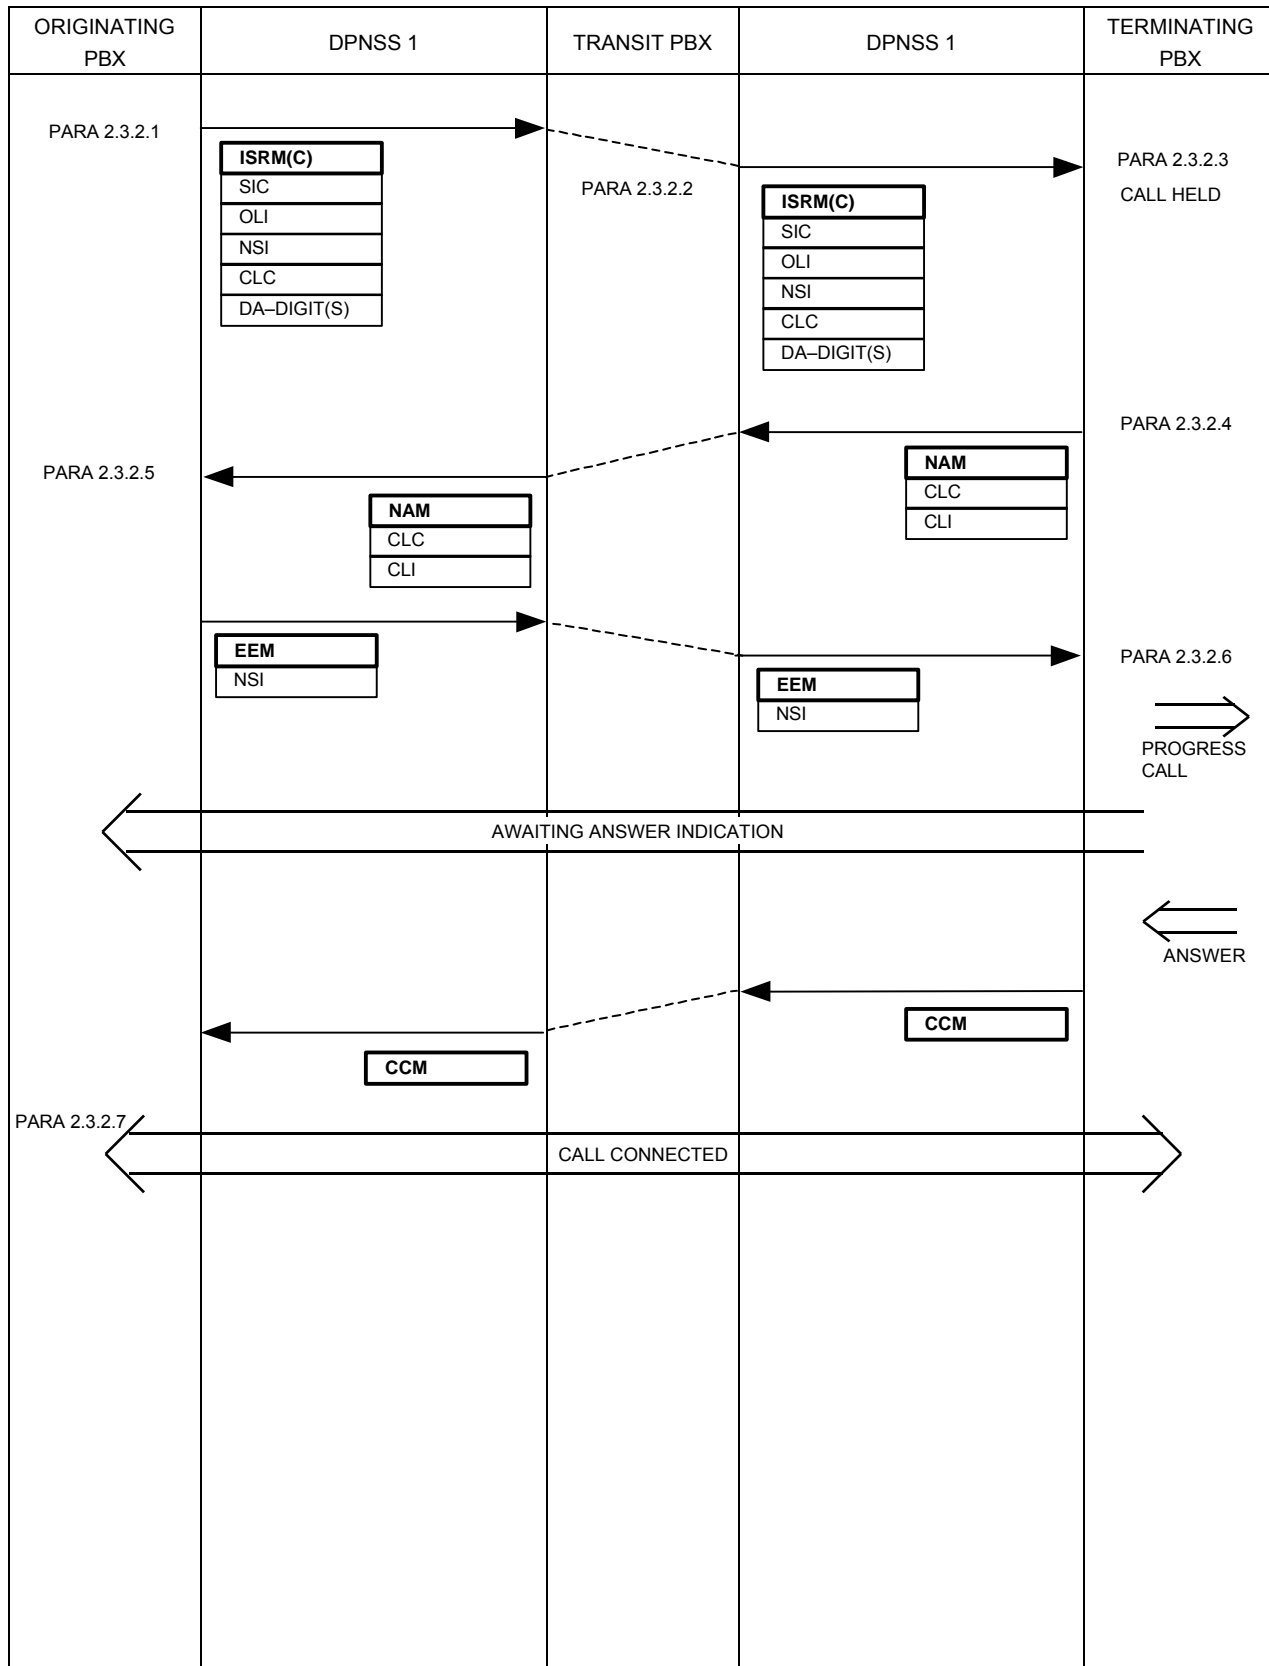 ORIGINATING
PBX
DPNSS 1
TRANSIT PBX
DPNSS 1
TERMINATING
PBX
PARA 2.3.2.1
ISRM(C)
SIC
OLI
NSI
CLC
DA–DIGIT(S)
PARA 2.3.2.2
PARA 2.3.2.3
CALL HELD
ISRM(C)
SIC
OLI
NSI
CLC
DA–DIGIT(S)
PARA 2.3.2.4
NAM
CLC
CLI
PARA 2.3.2.5
NAM
CLC
CLI
EEM
NSI
PARA 2.3.2.6
EEM
NSI
PROGRESS
CALL
AWAITING ANSWER INDICATION
ANSWER
CCM
CCM
PARA 2.3.2.7
CALL CONNECTED